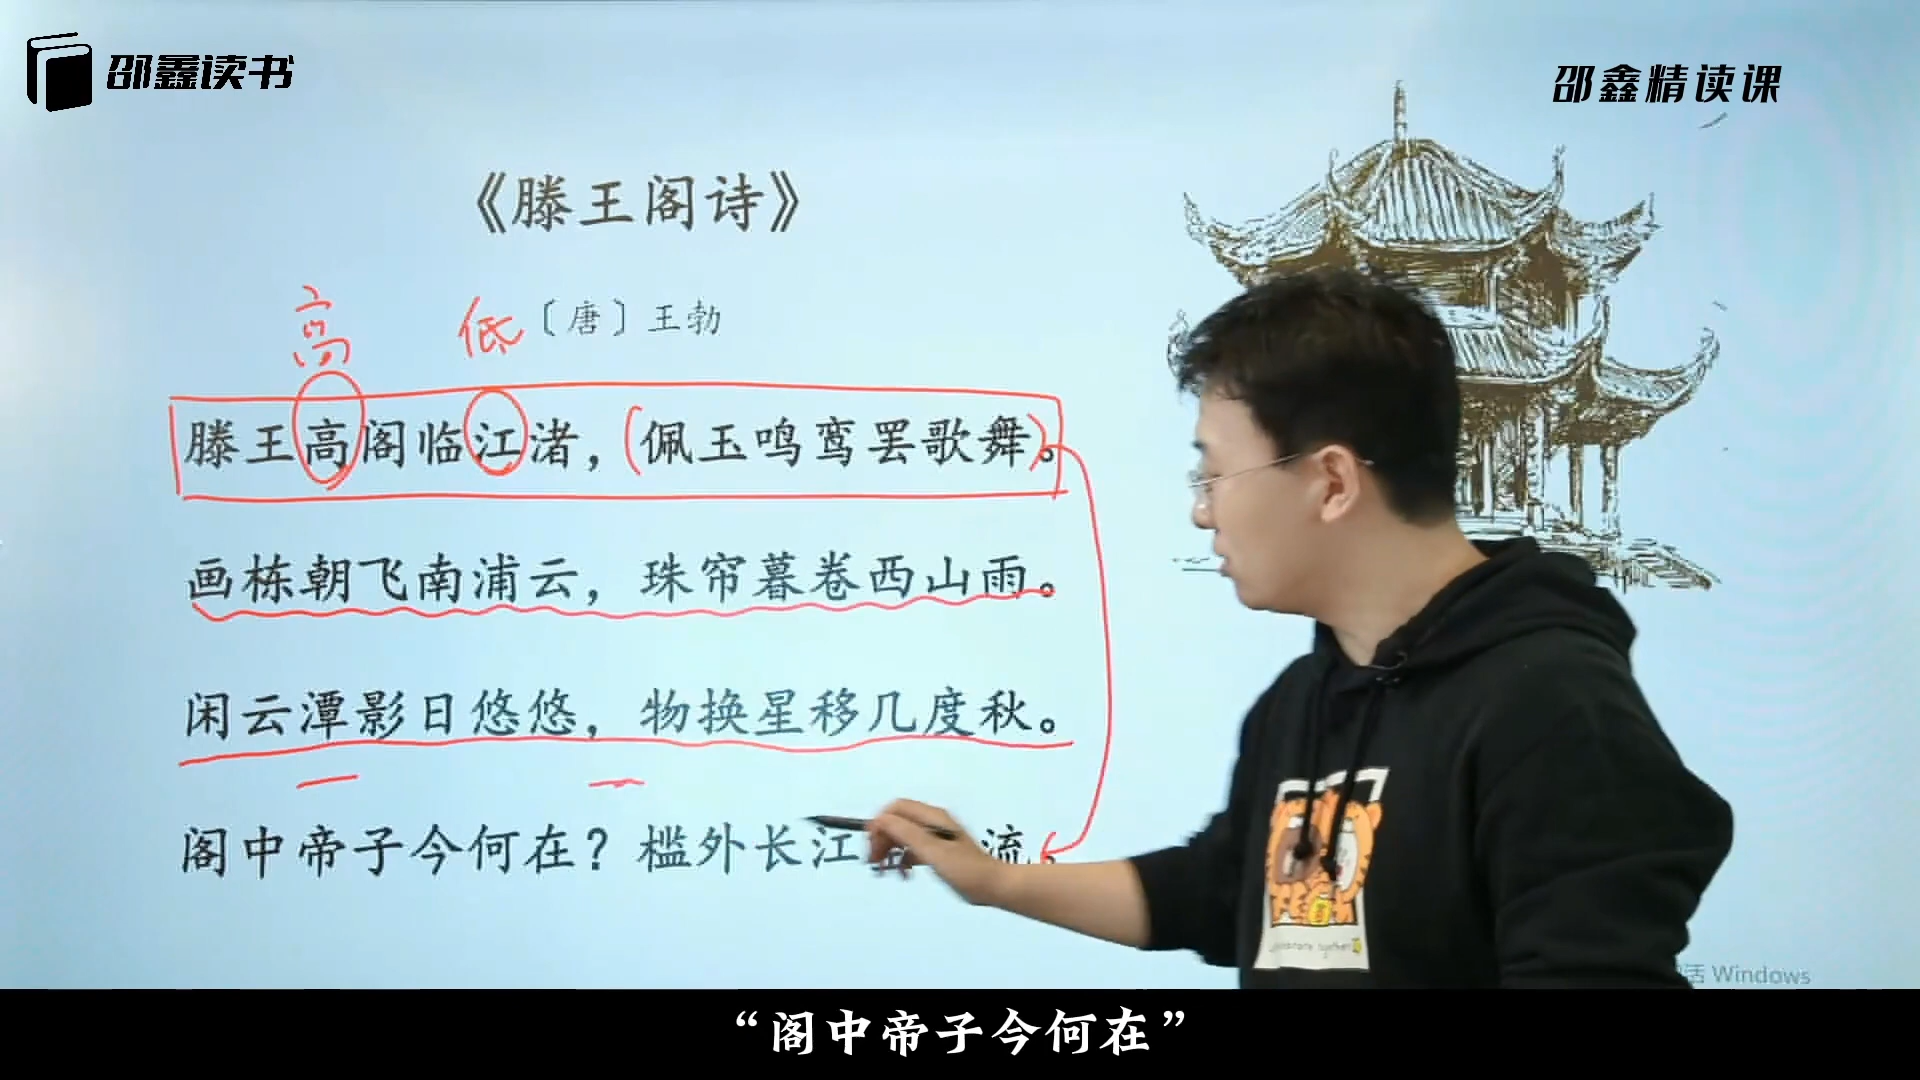 邵鑫读书
邵鑫精读课
《滕王阁诗》
高 低
〔唐〕王勃
滕王高阁临江渚，(佩玉鸣鸾罢歌舞)。
画栋朝飞南浦云，珠帘暮卷西山雨。
闲云潭影日悠悠，物换星移几度秋。
阁中帝子今何在？槛外长江 流。
活 Windows
“阁中帝子今何在”